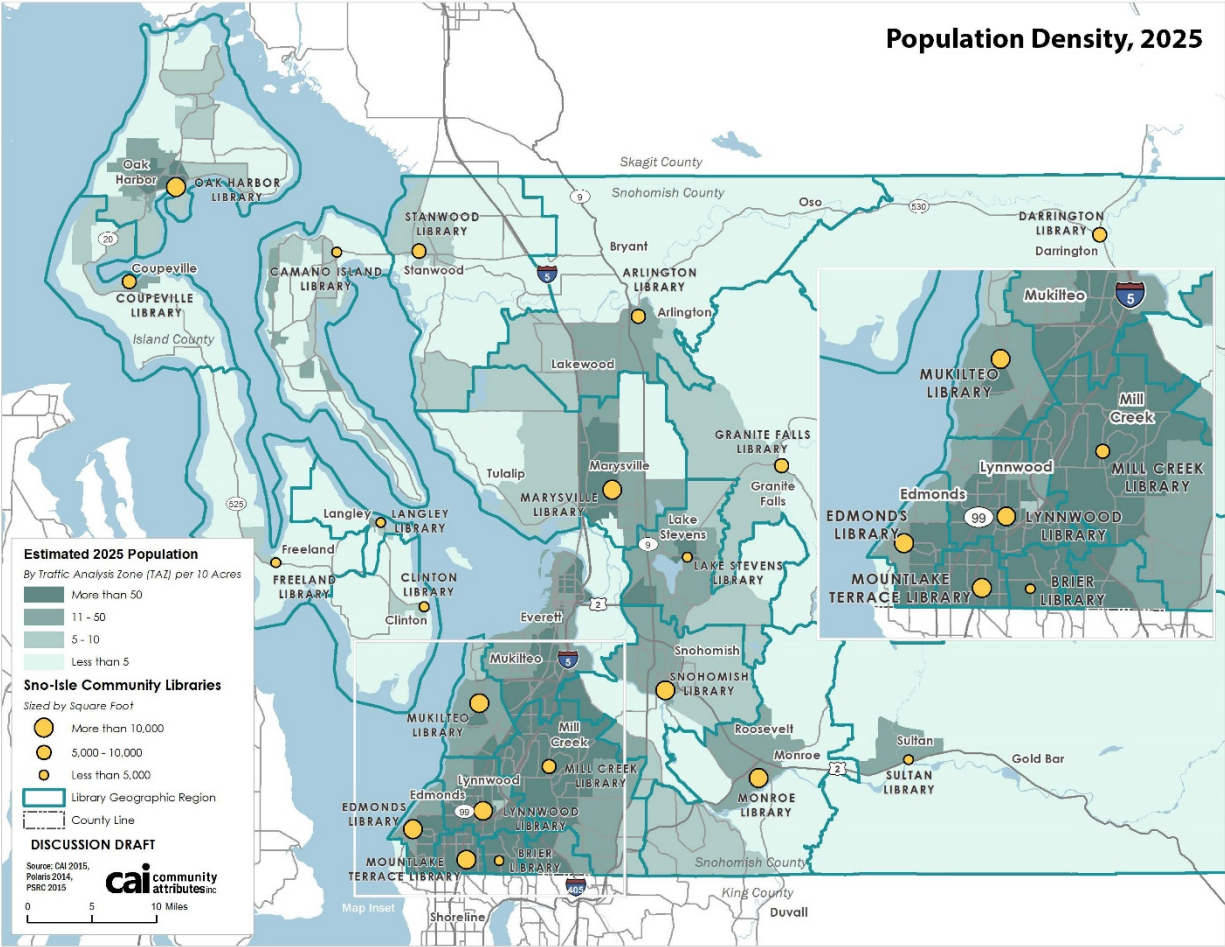 Population Density, 2025
Skagit County
Snohomish County
9
Oso
530
DARRINGTON
LIBRARY
Darrington
Oak
Harbor
OAK HARBOR
LIBRARY
20
Coupeville
COUPEVILLE
LIBRARY
Island County
CAMANO ISLAND
LIBRARY
STANWOOD
LIBRARY
Stanwood
5
Bryant
ARLINGTON
LIBRARY
Arlington
Lakewood
GRANITE FALLS
LIBRARY
Granite
Falls
Tulalip
Marysville
MARYSVILLE
LIBRARY
Lake
Stevens
9
LAKE STEVENS
LIBRARY
525
Langley
LANGLEY
LIBRARY
Freeland
FREELAND
LIBRARY
CLINTON
LIBRARY
Clinton
2
Everett
Mukilteo
5
Snohomish
SNOHOMISH
LIBRARY
MUKILTEO
LIBRARY
Mill
Creek
MILL CREEK
LIBRARY
Roosevelt
Monroe
2
MONROE
LIBRARY
Sultan
SULTAN
LIBRARY
Gold Bar
Lynnwood
Edmonds
99
LYNNWOOD
LIBRARY
EDMONDS
LIBRARY
MOUNTLAKE
TERRACE LIBRARY
BRIER
LIBRARY
Snohomish County
King County
405
Map Inset
Shoreline
Duvall
Mukilteo
5
MUKILTEO
LIBRARY
Mill
Creek
MILL CREEK
LIBRARY
Lynnwood
Edmonds
99
EDMONDS
LIBRARY
LYNNWOOD
LIBRARY
MOUNTLAKE
TERRACE LIBRARY
BRIER
LIBRARY
Estimated 2025 Population
By Traffic Analysis Zone (TAZ) per 10 Acres
More than 50
11 - 50
5 - 10
Less than 5
Sno-Isle Community Libraries
Sized by Square Foot
More than 10,000
5,000 - 10,000
Less than 5,000
Library Geographic Region
County Line
DISCUSSION DRAFT
Source: CAI 2015,
Polaris 2014,
PSRC 2015
cai community
attributes inc
0 5 10 Miles